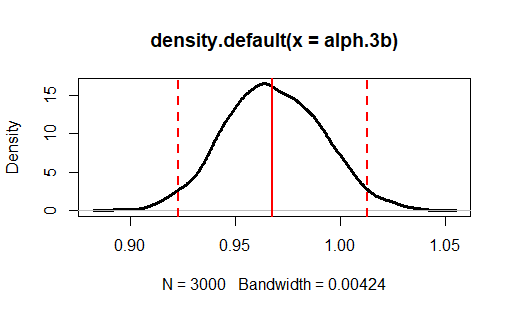 density.default(x = alph.3b)
Density
15
10
5
0
0.90 0.95 1.00 1.05
N = 3000 Bandwidth = 0.00424